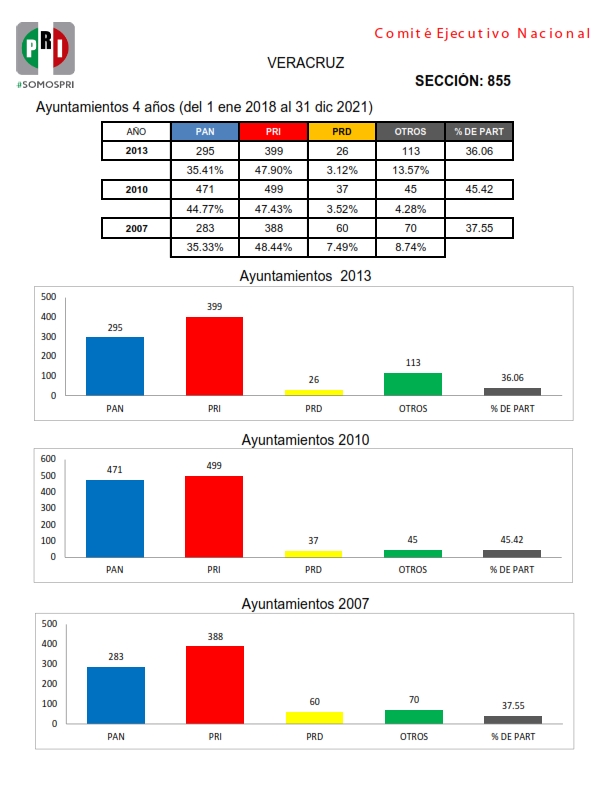 Comité Ejecutivo Nacional
PRI
#SOMOSPRI
VERACRUZ
SECCIÓN: 855
Ayuntamientos 4 años (del 1 ene 2018 al 31 dic 2021)
AÑO PAN PRI PRD OTROS % DE PART
2013 295 399 26 113 36.06
35.41% 47.90% 3.12% 13.57%
2010 471 499 37 45 45.42
44.77% 47.43% 3.52% 4.28%
2007 283 388 60 70 37.55
35.33% 48.44% 7.49% 8.74%
Ayuntamientos 2013
500
400
300
200
100
0
295 399 26 113 36.06
PAN PRI PRD OTROS % DE PART
Ayuntamientos 2010
600
500
400
300
200
100
0
471 499 37 45 45.42
PAN PRI PRD OTROS % DE PART
Ayuntamientos 2007
500
400
300
200
100
0
283 388 60 70 37.55
PAN PRI PRD OTROS % DE PART